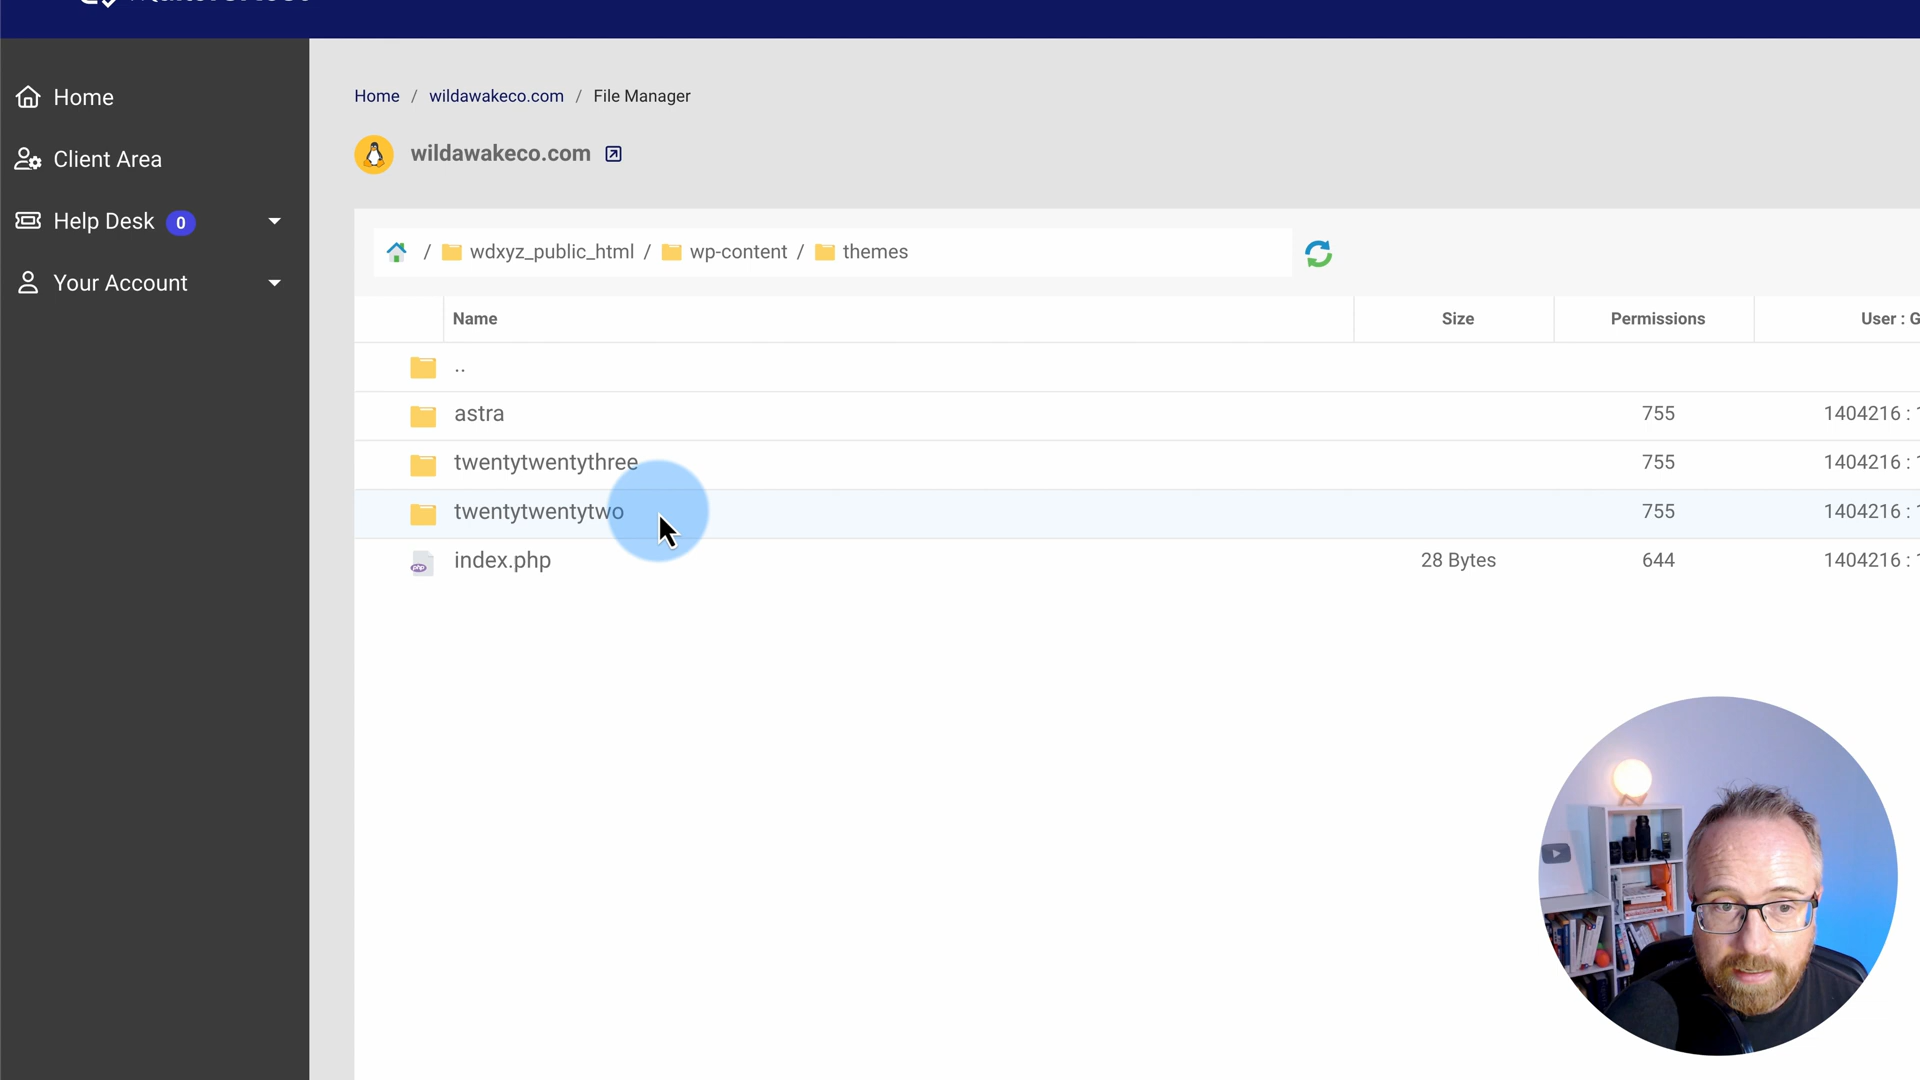 Home
Client Area
Help Desk 0
Your Account
Home / wildawakeco.com / File Manager
wildawakeco.com
/ wdxyz_public_html / wp-content / themes
Name Size Permissions User : G
..
astra 755 1404216 :
twentytwentythree 755 1404216 :
twentytwentytwo 755 1404216 :
index.php 28 Bytes 644 1404216 :
php